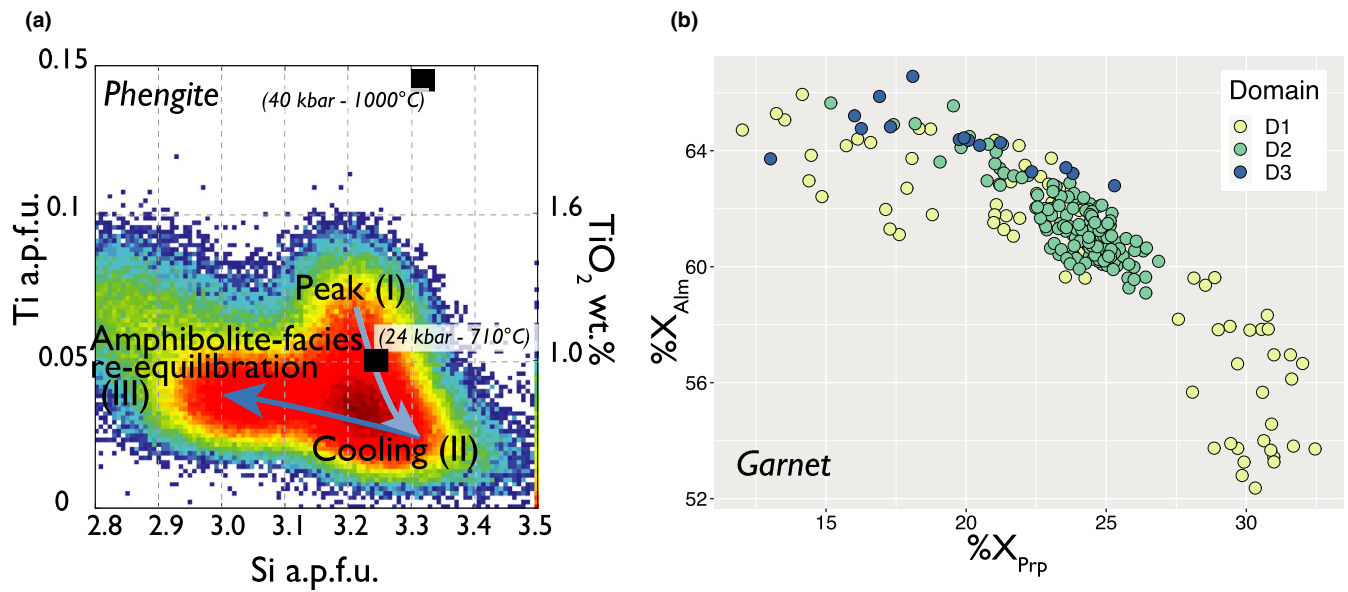 (a)
0.15
Phengite
(40 kbar - 1000°C)
0.1
1.6
Ti a.p.f.u.
TiO2 wt.%
Peak (I)
Amphibolite-facies
(24 kbar - 710°C)
0.05
1.0
re-equilibration
(III)
Cooling (II)
0
2.8 2.9 3.0 3.1 3.2 3.3 3.4 3.5
Si a.p.f.u.
(b)
Domain
D1
D2
D3
64
60
56
52
%XAlm
Garnet
15 20 25 30
%XPrp